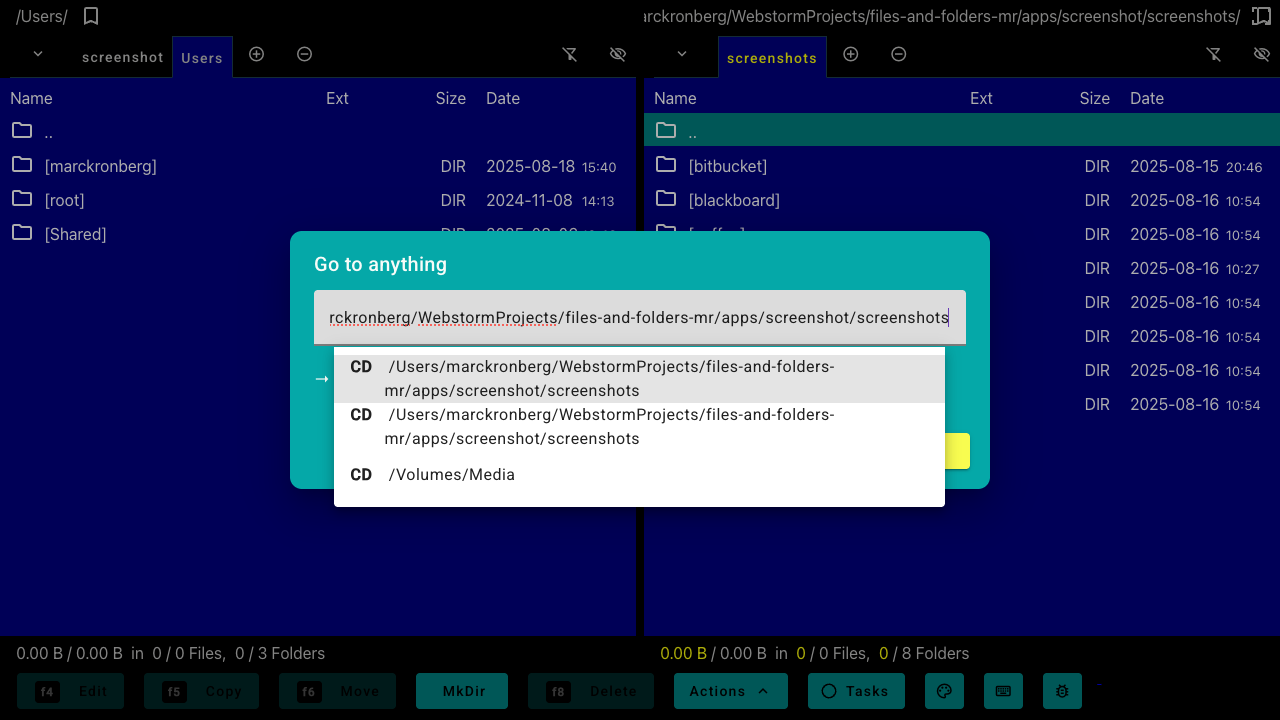 /Users/
rckronberg/WebstormProjects/files-and-folders-mr/apps/screenshot/screenshots/
screenshot Users
screenshots
Name Ext Size Date
Name Ext Size Date
..
..
[marckronberg] DIR 2025-08-18 15:40
[bitbucket] DIR 2025-08-15 20:46
[root] DIR 2024-11-08 14:13
[blackboard] DIR 2025-08-16 10:54
[Shared] DIR
DIR 2025-08-16 10:54
DIR 2025-08-16 10:27
DIR 2025-08-16 10:54
DIR 2025-08-16 10:54
DIR 2025-08-16 10:54
DIR 2025-08-16 10:54
Go to anything
rckronberg/WebstormProjects/files-and-folders-mr/apps/screenshot/screenshots
→
CD /Users/marckronberg/WebstormProjects/files-and-folders-
mr/apps/screenshot/screenshots
CD /Users/marckronberg/WebstormProjects/files-and-folders-
mr/apps/screenshot/screenshots
CD /Volumes/Media
0.00 B / 0.00 B in 0 / 0 Files, 0 / 3 Folders
0.00 B / 0.00 B in 0 / 0 Files, 0 / 8 Folders
f4 Edit f5 Copy f6 Move MkDir f8 Delete Actions Tasks